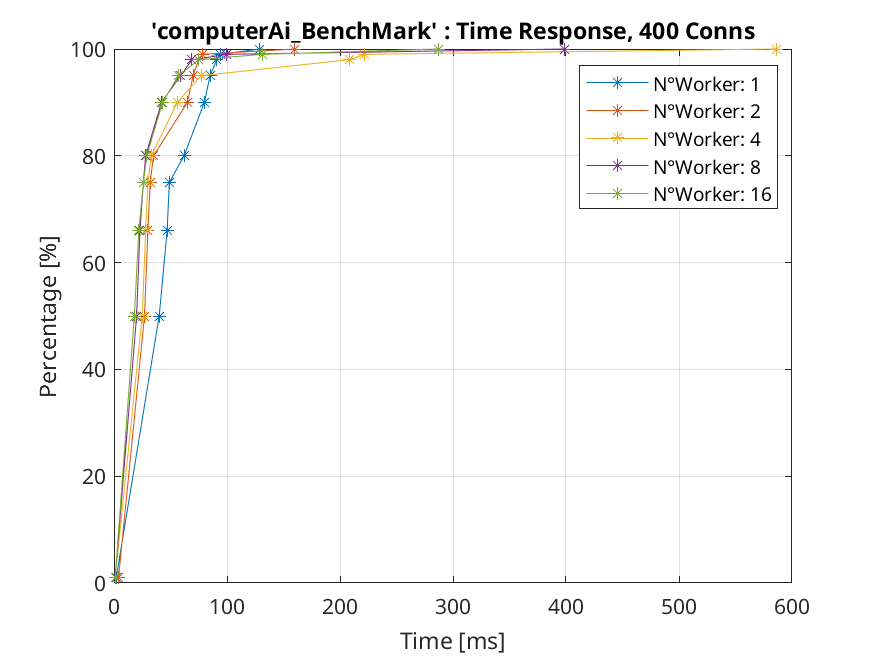 'computerAi_BenchMark' : Time Response, 400 Conns
100
80
60
40
20
0
Percentage [%]
0 100 200 300 400 500 600
Time [ms]
N°Worker: 1
N°Worker: 2
N°Worker: 4
N°Worker: 8
N°Worker: 16